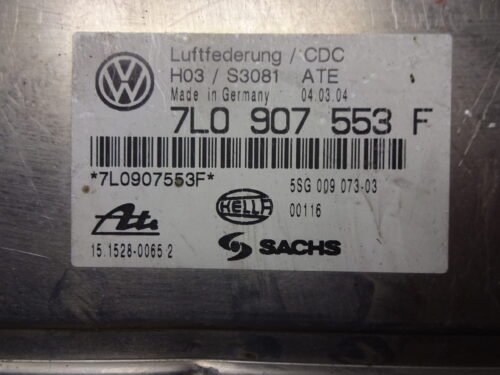 VW
Luftfederung / CDC
H03 / S3081 ATE
Made in Germany 04.03.04
7L0 907 553 F
*7L0907553F*
5SG 009 073-03
HELLA
00116
Ate
15.1528-0065 2
SACHS